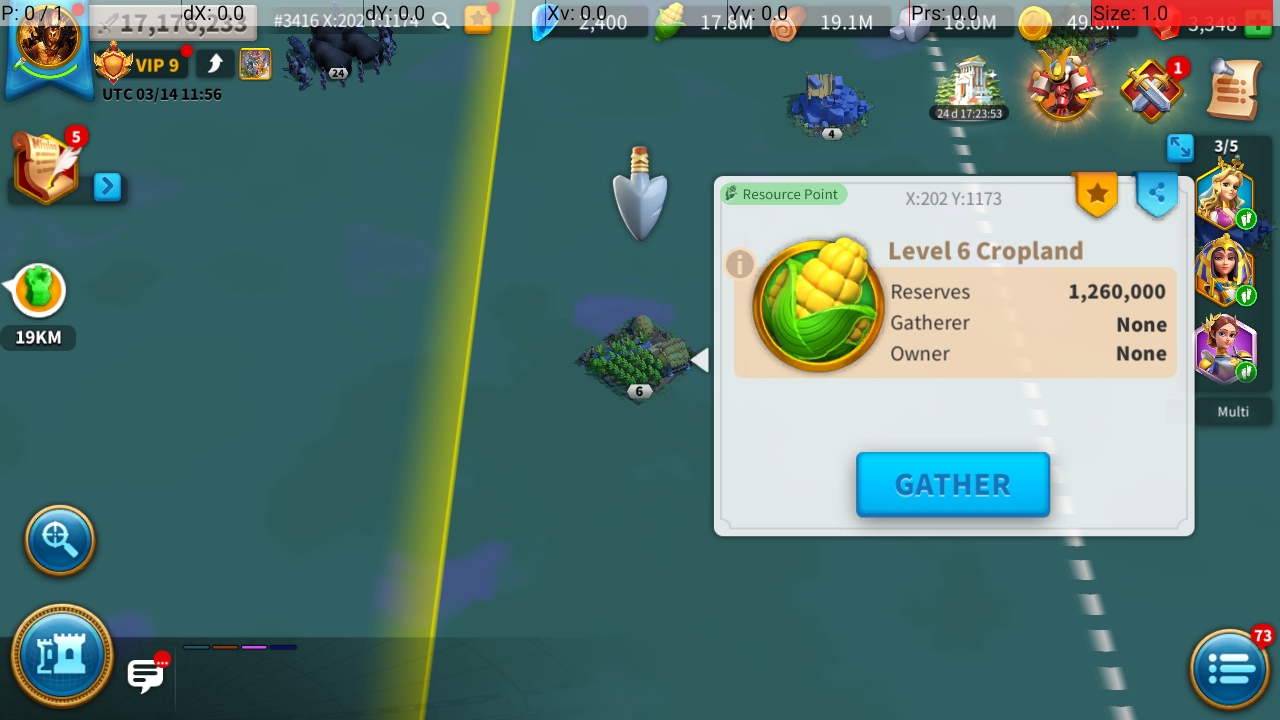 P: 0 / 1
dX: 0.0
dY: 0.0
Xv: 0.0
Yv: 0.0
Prs: 0.0
Size: 1.0
17,176,233
#3416 X:202 Y:1174
2,400
17.8M
19.1M
18.0M
49.6M
3,348
VIP 9
UTC 03/14 11:56
24
4
24 d 17:23:53
1
5
3/5
Resource Point
X:202 Y:1173
Level 6 Cropland
Reserves 1,260,000
Gatherer None
Owner None
19KM
6
Multi
GATHER
73